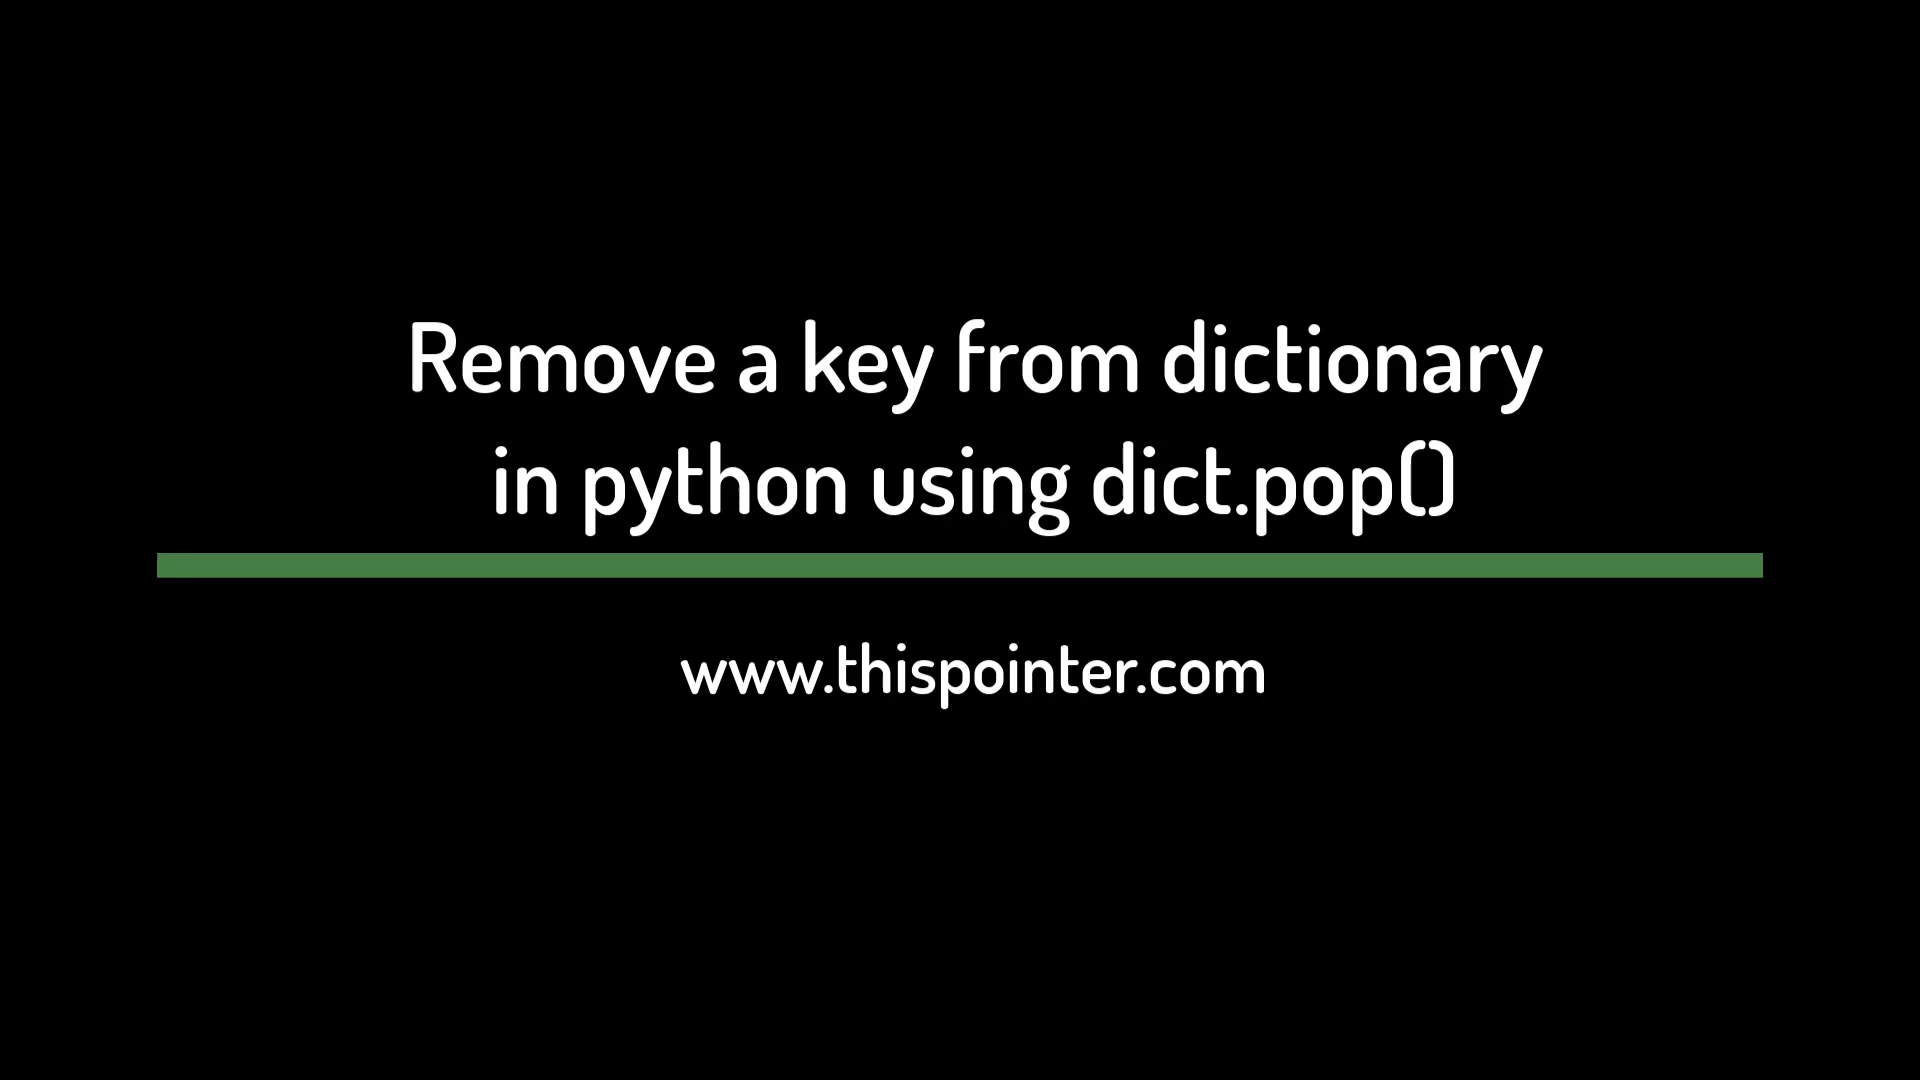 Remove a key from dictionary
in python using dict.pop()
www.thispointer.com